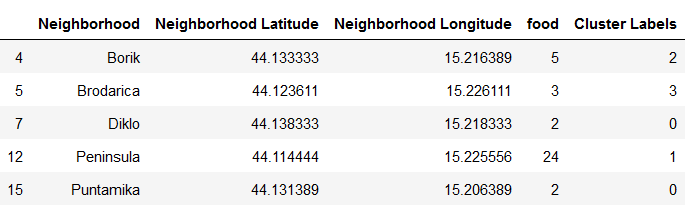 Neighborhood Neighborhood Latitude Neighborhood Longitude food Cluster Labels
4 Borik 44.133333 15.216389 5 2
5 Brodarica 44.123611 15.226111 3 3
7 Diklo 44.138333 15.218333 2 0
12 Peninsula 44.114444 15.225556 24 1
15 Puntamika 44.131389 15.206389 2 0